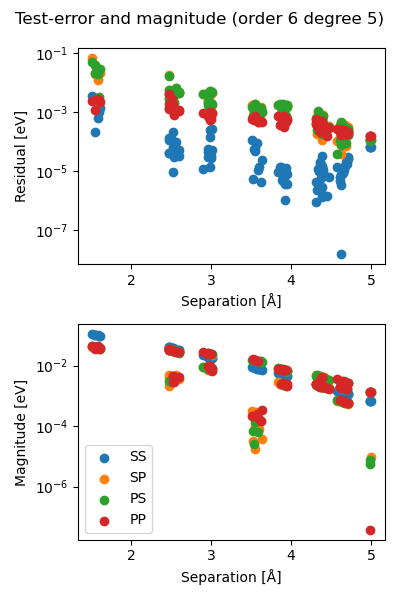 Test-error and magnitude (order 6 degree 5)
10⁻¹
10⁻³
10⁻⁵
10⁻⁷
Residual [eV]
2 3 4 5
Separation [Å]
10⁻²
10⁻⁴
10⁻⁶
Magnitude [eV]
SS
SP
PS
PP
2 3 4 5
Separation [Å]